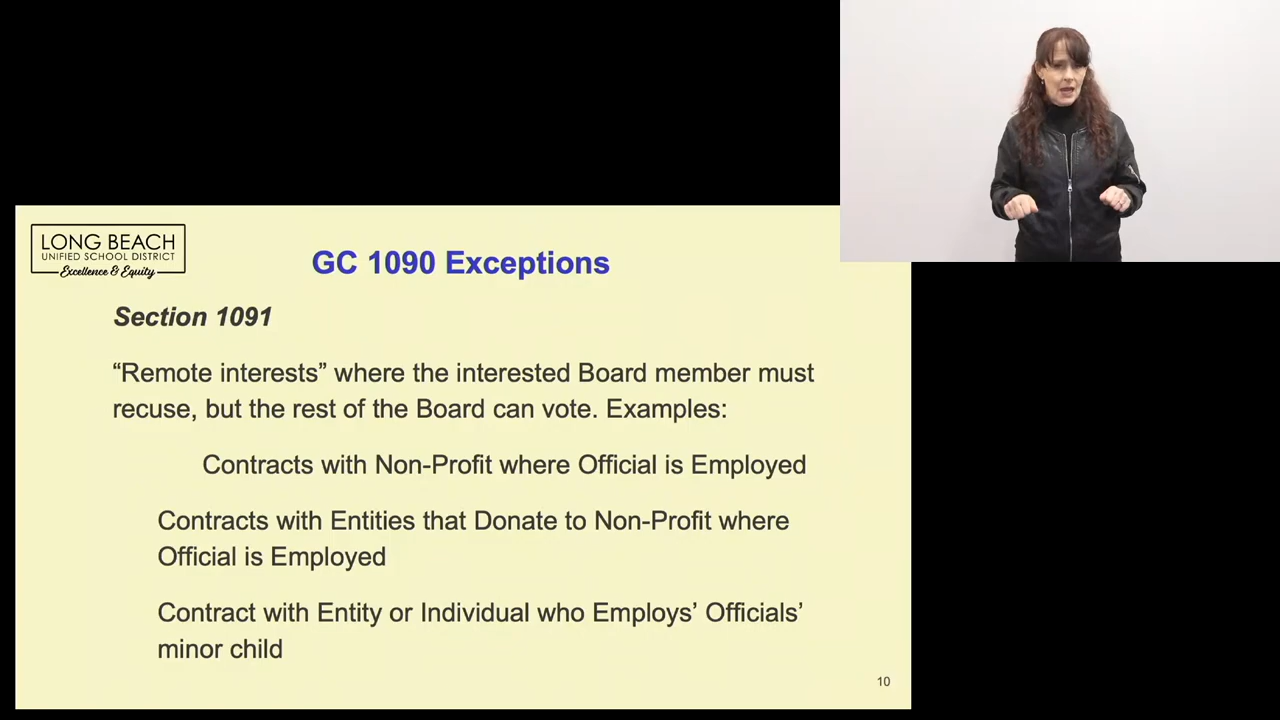 LONG BEACH
UNIFIED SCHOOL DISTRICT
Excellence & Equity
GC 1090 Exceptions
Section 1091
“Remote interests” where the interested Board member must
recuse, but the rest of the Board can vote. Examples:
Contracts with Non-Profit where Official is Employed
Contracts with Entities that Donate to Non-Profit where
Official is Employed
Contract with Entity or Individual who Employs’ Officials’
minor child
10